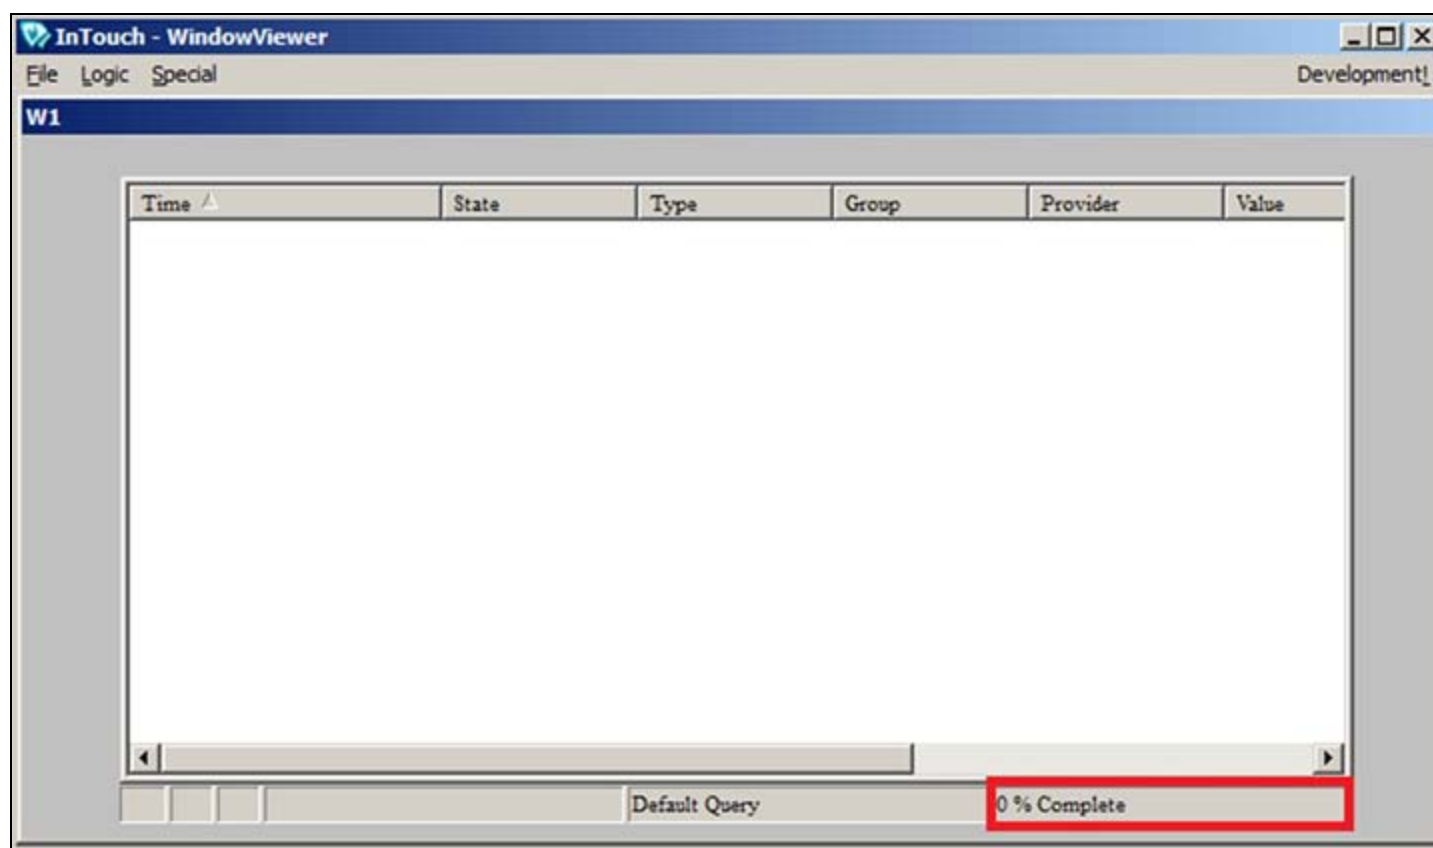 InTouch - WindowViewer
File Logic Special Development!
W1
Time State Type Group Provider Value
Default Query 0 % Complete